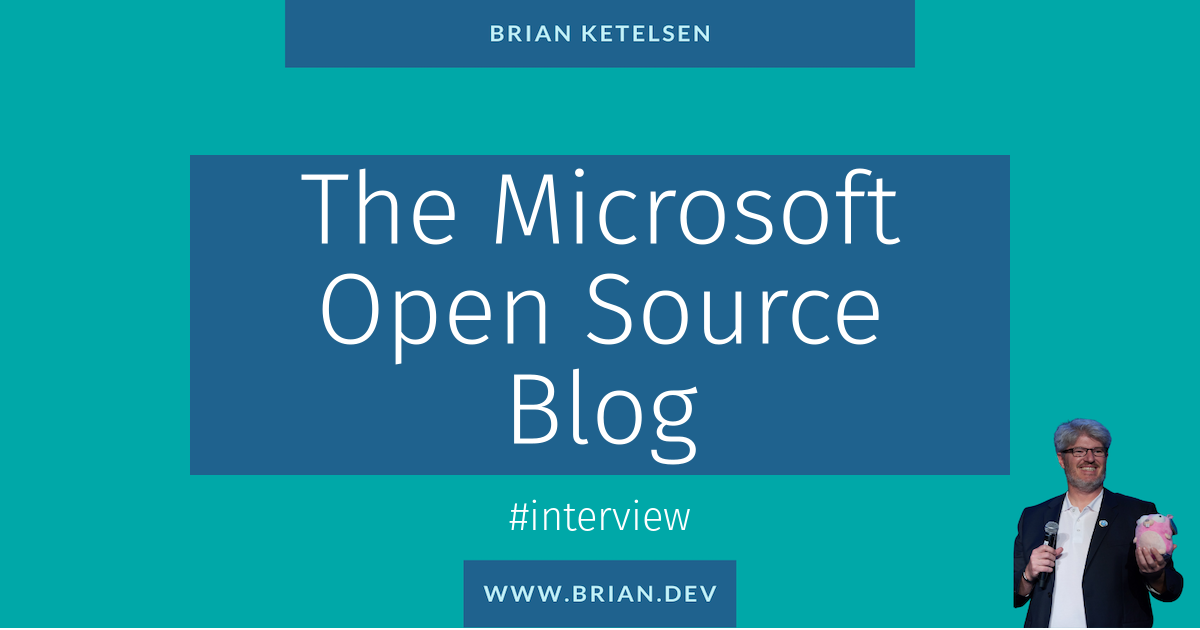 BRIAN KETELSEN
The Microsoft
Open Source
Blog
#interview
WWW.BRIAN.DEV